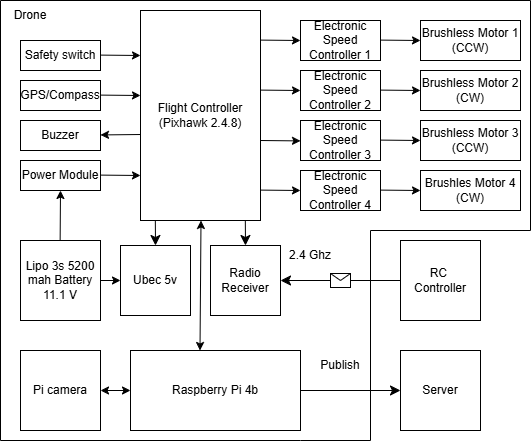 Drone
Safety switch
GPS/Compass
Buzzer
Power Module
Flight Controller
(Pixhawk 2.4.8)
Electronic
Speed
Controller 1
Brushless Motor 1
(CCW)
Electronic
Speed
Controller 2
Brushless Motor 2
(CW)
Electronic
Speed
Controller 3
Brushless Motor 3
(CCW)
Electronic
Speed
Controller 4
Brushles Motor 4
(CW)
Lipo 3s 5200
mah Battery
11.1 V
Ubec 5v
Radio
Receiver
2.4 Ghz
RC
Controller
Pi camera
Raspberry Pi 4b
Publish
Server